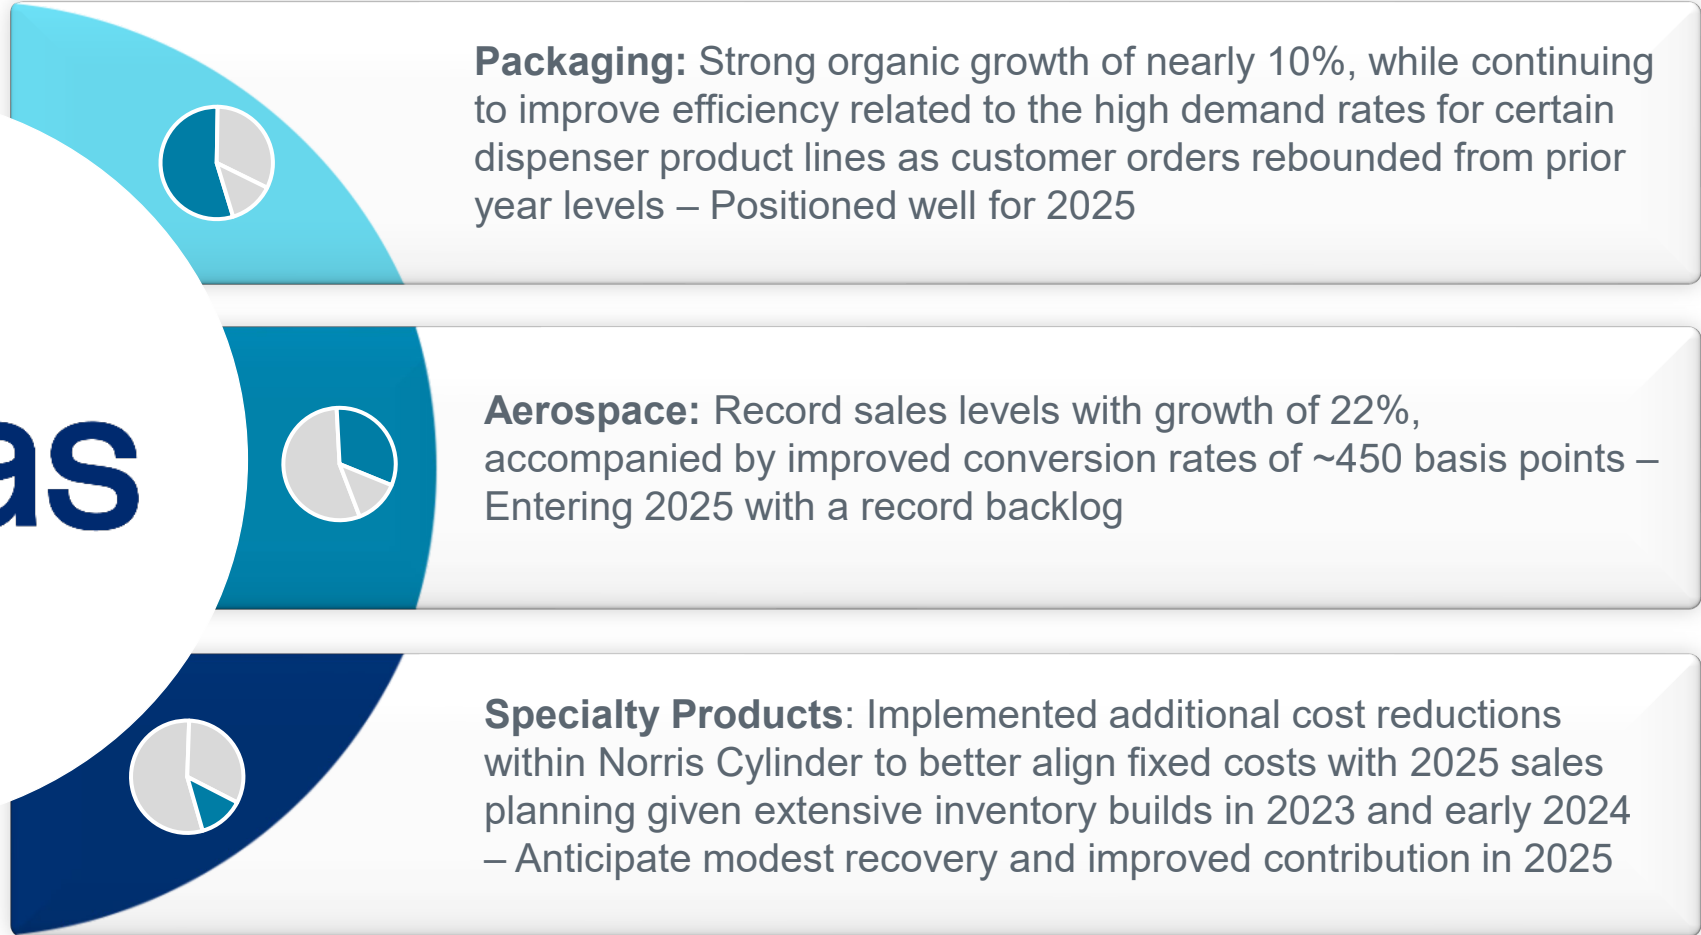 Packaging: Strong organic growth of nearly 10%, while continuing
to improve efficiency related to the high demand rates for certain
dispenser product lines as customer orders rebounded from prior
year levels – Positioned well for 2025
as
Aerospace: Record sales levels with growth of 22%,
accompanied by improved conversion rates of ~450 basis points –
Entering 2025 with a record backlog
Specialty Products: Implemented additional cost reductions
within Norris Cylinder to better align fixed costs with 2025 sales
planning given extensive inventory builds in 2023 and early 2024
– Anticipate modest recovery and improved contribution in 2025